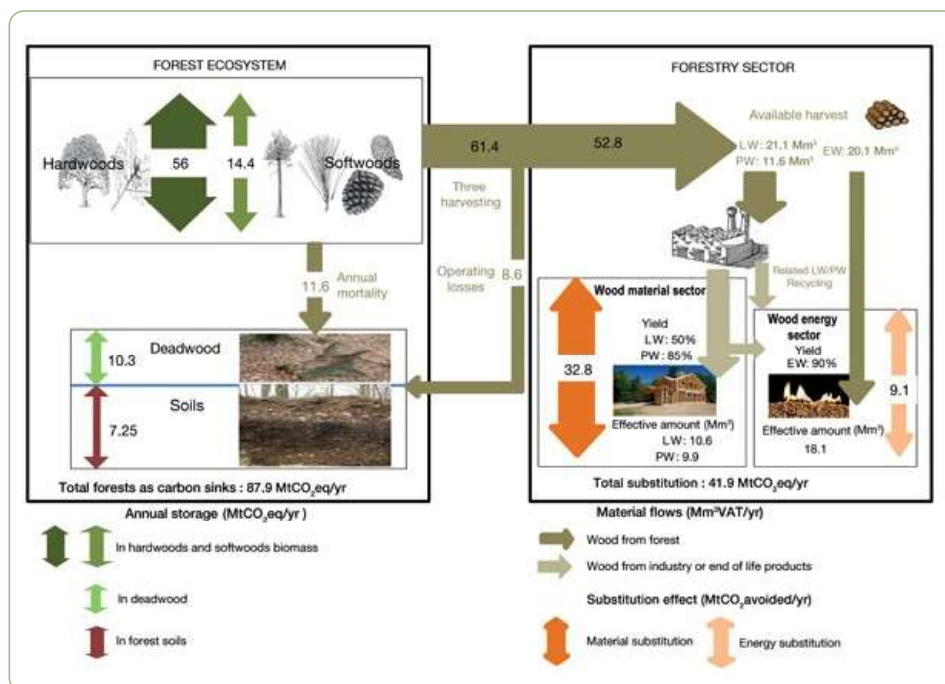 FOREST ECOSYSTEM
Hardwoods
56
14.4
Softwoods
11.6
Annual
mortality
10.3
Deadwood
7.25
Soils
Total forests as carbon sinks : 87.9 MtCO₂eq/yr
61.4
52.8
Three
harvesting
Operating
losses
8.6
FORESTRY SECTOR
Available harvest
LW: 21.1 Mm³
PW: 11.6 Mm³
EW: 20.1 Mm³
Related LW/PW
Recycling
Wood material sector
Yield
LW: 50%
PW: 85%
32.8
Effective amount (Mm³)
LW: 10.6
PW: 9.9
Wood energy
sector
Yield
EW: 90%
9.1
Effective amount (Mm³)
18.1
Total substitution : 41.9 MtCO₂eq/yr
Annual storage (MtCO₂eq/yr )
In hardwoods and softwoods biomass
In deadwood
In forest soils
Material flows (Mm³VAT/yr)
Wood from forest
Wood from industry or end of life products
Substitution effect (MtCO₂avoided/yr)
Material substitution
Energy substitution